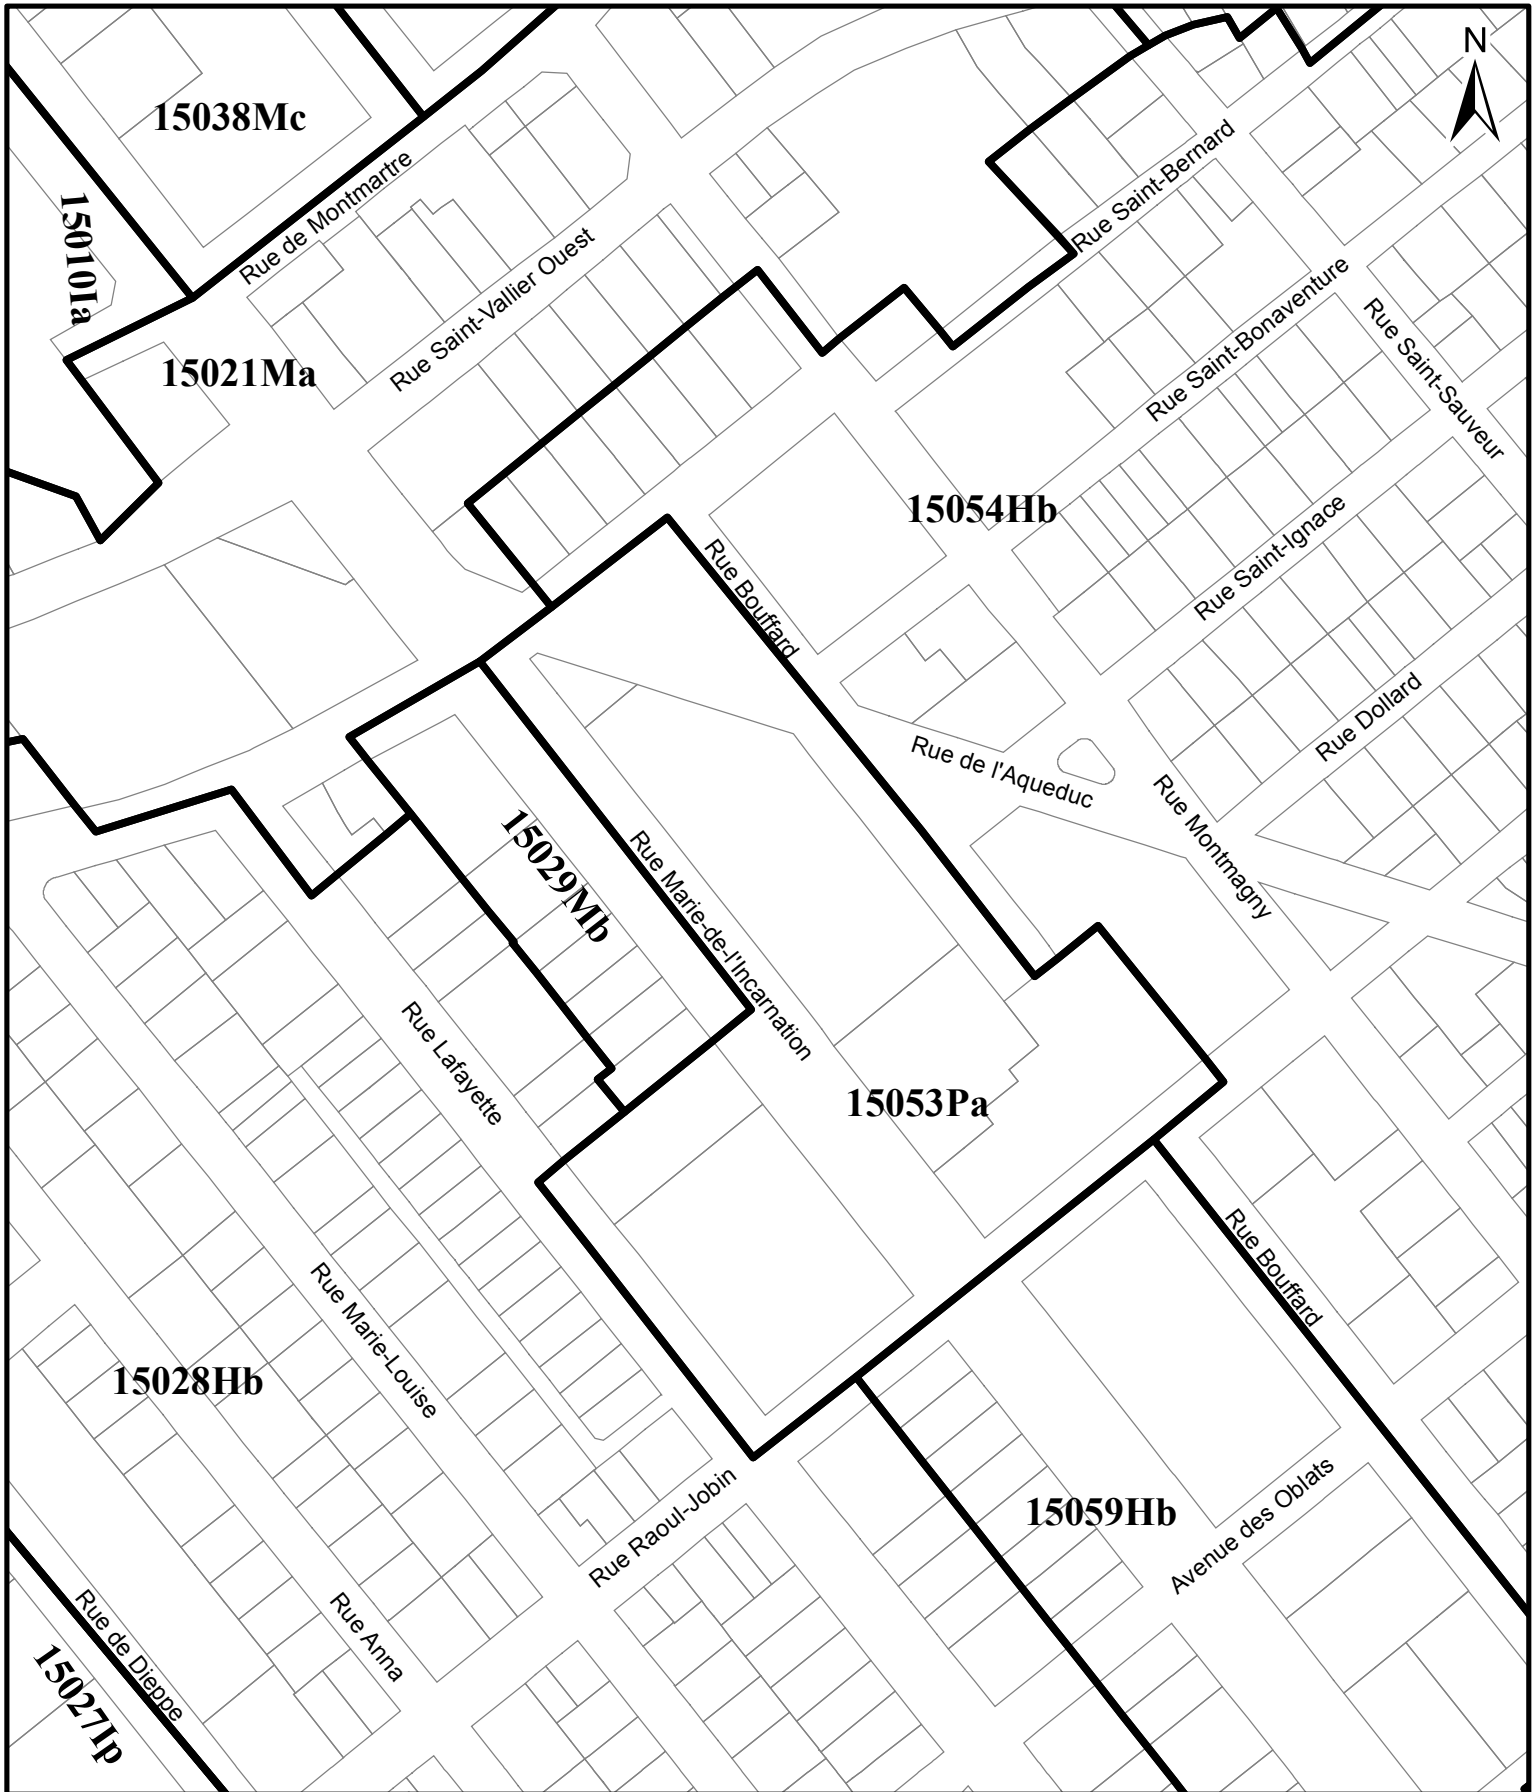 N
15038Mc
Rue de Montmartre
Rue Saint-Bernard
15010Ia
Rue Saint-Vallier Ouest
Rue Saint-Bonaventure
Rue Saint-Sauveur
15021Ma
15054Hb
Rue Bouffard
Rue Saint-Ignace
Rue Dollard
Rue de l'Aqueduc
Rue Montmagny
15029Mb
Rue Marie-de-l'Incarnation
Rue Lafayette
15053Pa
Rue Bouffard
Rue Marie-Louise
15028Hb
15059Hb
Avenue des Oblats
Rue Raoul-Jobin
Rue Anna
Rue de Dieppe
15027Ip